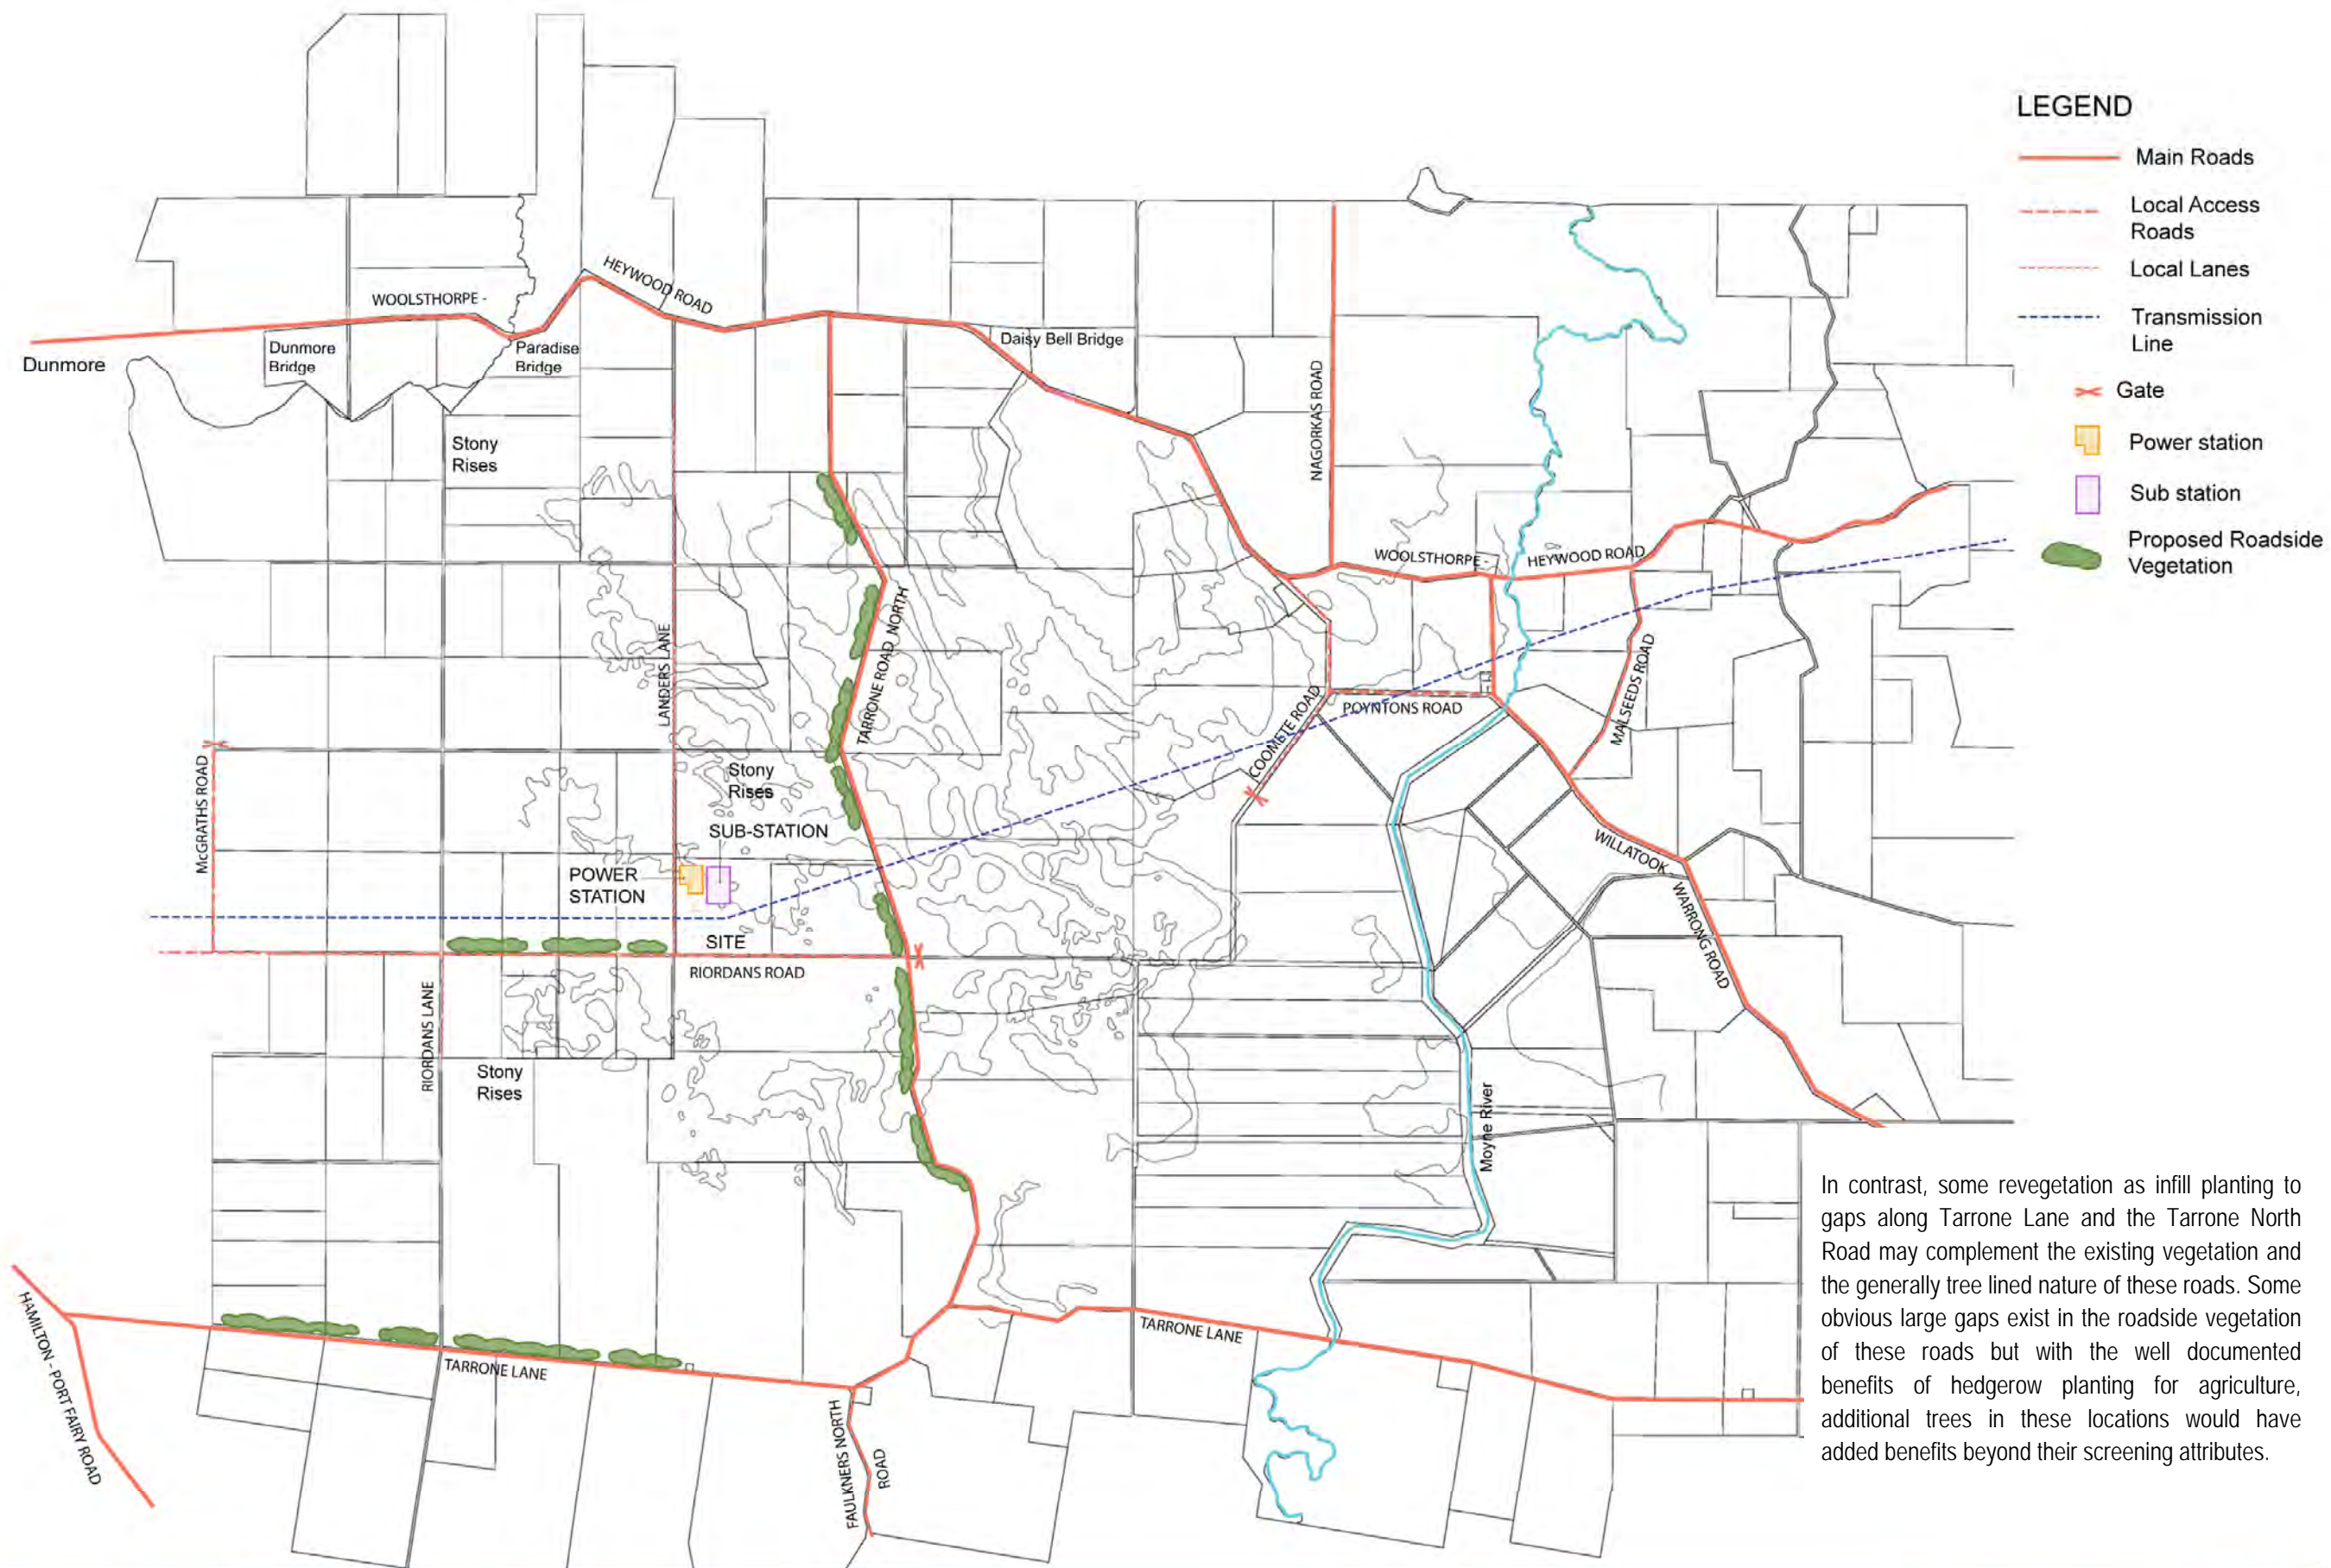 LEGEND
Main Roads
Local Access
Roads
Local Lanes
Transmission
Line
Gate
Power station
Sub station
Proposed Roadside
Vegetation
HEYWOOD ROAD
WOOLSTHORPE -
Dunmore
Dunmore
Bridge
Paradise
Bridge
Daisy Bell Bridge
NAGORKAS ROAD
Stony
Rises
WOOLSTHORPE -
HEYWOOD ROAD
LANDERS LANE
TARRONE ROAD NORTH
MALSEEDS ROAD
COOMETE ROAD
POYNTONS ROAD
McGRATHS ROAD
Stony
Rises
SUB-STATION
POWER
STATION
WILLATOOK -
WARRONG ROAD
SITE
RIORDANS ROAD
RIORDANS LANE
Stony
Rises
Moyne River
HAMILTON - PORT FAIRY ROAD
TARRONE LANE
TARRONE LANE
FAULKNERS NORTH
ROAD
In contrast, some revegetation as infill planting to
gaps along Tarrone Lane and the Tarrone North
Road may complement the existing vegetation and
the generally tree lined nature of these roads. Some
obvious large gaps exist in the roadside vegetation
of these roads but with the well documented
benefits of hedgerow planting for agriculture,
additional trees in these locations would have
added benefits beyond their screening attributes.